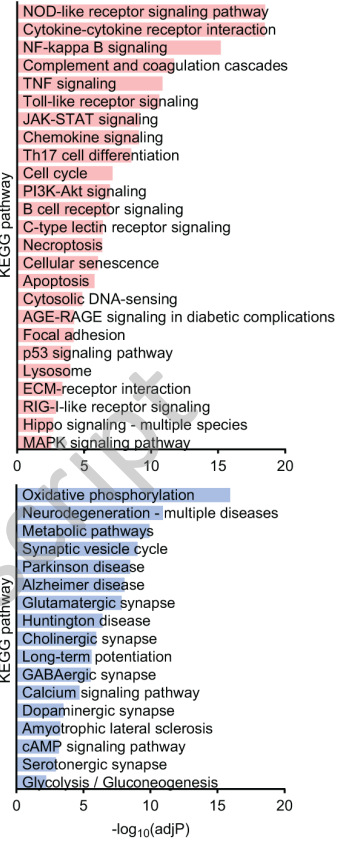 NOD-like receptor signaling pathway
Cytokine-cytokine receptor interaction
NF-kappa B signaling
Complement and coagulation cascades
TNF signaling
Toll-like receptor signaling
JAK-STAT signaling
Chemokine signaling
Th17 cell differentiation
Cell cycle
PI3K-Akt signaling
B cell receptor signaling
C-type lectin receptor signaling
Necroptosis
Cellular senescence
Apoptosis
Cytosolic DNA-sensing
AGE-RAGE signaling in diabetic complications
Focal adhesion
p53 signaling pathway
Lysosome
ECM-receptor interaction
RIG-I-like receptor signaling
Hippo signaling - multiple species
MAPK signaling pathway
KEGG pathway
0 5 10 15 20
Oxidative phosphorylation
Neurodegeneration - multiple diseases
Metabolic pathways
Synaptic vesicle cycle
Parkinson disease
Alzheimer disease
Glutamatergic synapse
Huntington disease
Cholinergic synapse
Long-term potentiation
GABAergic synapse
Calcium signaling pathway
Dopaminergic synapse
Amyotrophic lateral sclerosis
cAMP signaling pathway
Serotonergic synapse
Glycolysis / Gluconeogenesis
KEGG pathway
0 5 10 15 20
-log10(adjP)
cript